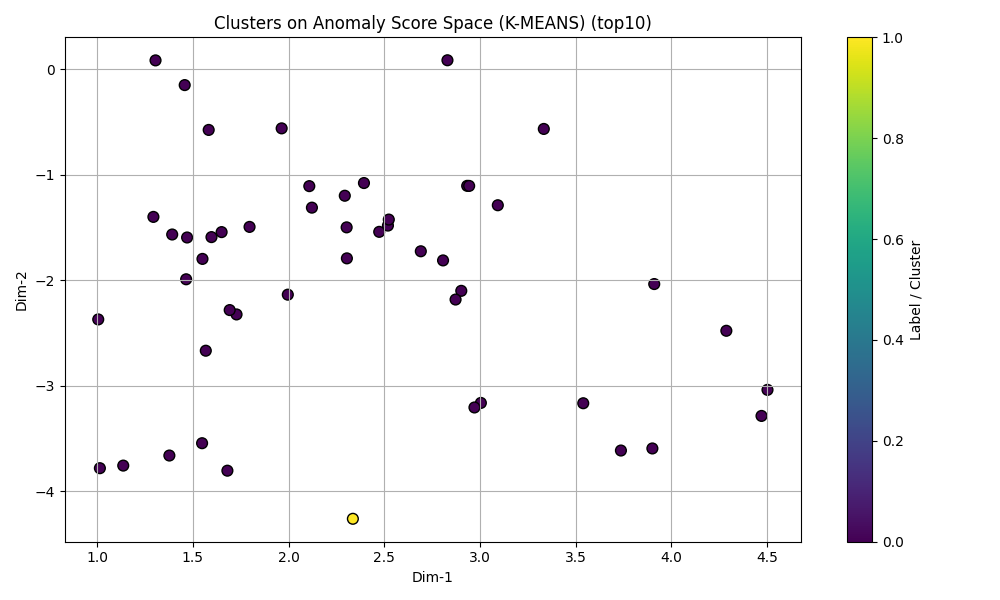 Clusters on Anomaly Score Space (K-MEANS) (top10)
0
−1
−2
−3
−4
Dim-2
1.0 1.5 2.0 2.5 3.0 3.5 4.0 4.5
Dim-1
1.0
0.8
0.6
0.4
0.2
0.0
Label / Cluster